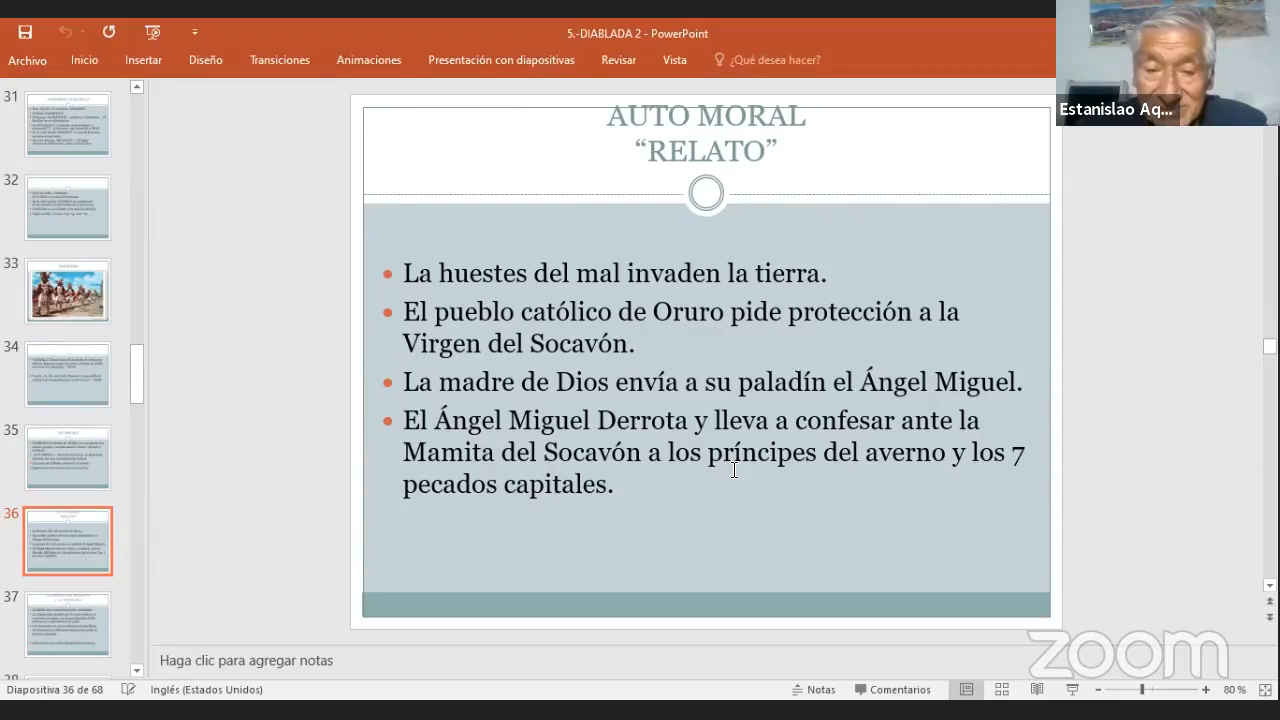 5.-DIABLADA 2 - PowerPoint
Archivo
Inicio
Insertar
Diseño
Transiciones
Animaciones
Presentación con diapositivas
Revisar
Vista
¿Qué desea hacer?
Estanislao Aq...
31
32
33
34
35
36
37
AUTO MORAL
“RELATO”
La huestes del mal invaden la tierra.
El pueblo católico de Oruro pide protección a la
Virgen del Socavón.
La madre de Dios envía a su paladín el Ángel Miguel.
El Ángel Miguel Derrota y lleva a confesar ante la
Mamita del Socavón a los príncipes del averno y los 7
pecados capitales.
Haga clic para agregar notas
zoom
Diapositiva 36 de 68
Inglés (Estados Unidos)
Notas
Comentarios
80 %